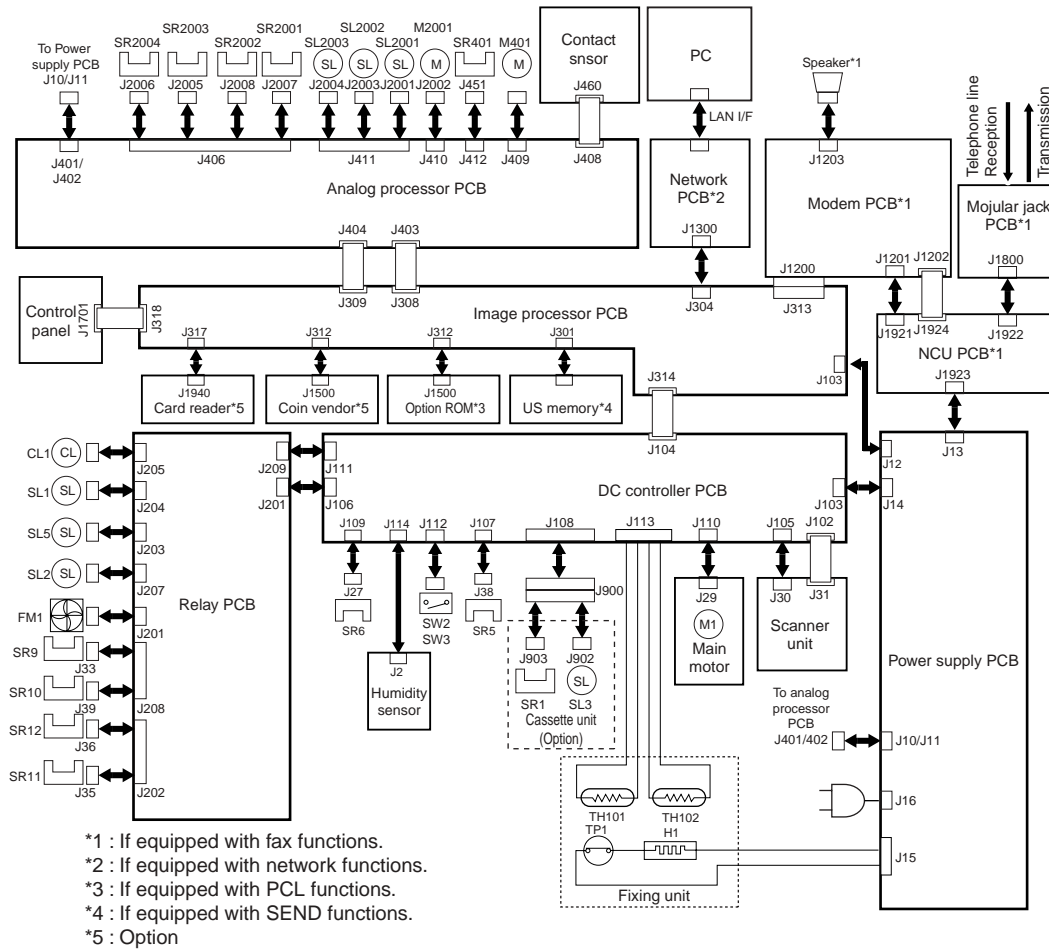 SR2003
SL2002
SR2004
SR2002
SR2001
SL2003
SL2001
M2001
SR401
M401
To Power
supply PCB
J10/J11
SL
SL
SL
M
M
J2006
J2005
J2008
J2007
J2004
J2003
J2001
J2002
J451
Contact
snsor
J460
PC
LAN I/F
Speaker*1
Telephone line
Reception
Transmission
J401/
J402
J406
J411
J410
J412
J409
J408
Analog processor PCB
J404
J403
Network
PCB*2
J1300
J1203
Modem PCB*1
J1201
J1202
J1200
Mojular jack
PCB*1
J1800
Control
panel
J1701
J318
J309
J308
J304
J313
Image processor PCB
J317
J312
J312
J301
J314
J103
J1921
J1924
J1922
NCU PCB*1
J1923
J1940
Card reader*5
J1500
Coin vendor*5
J1500
Option ROM*3
US memory*4
CL1
CL
J205
J209
J111
J104
J12
J13
SL1
SL
J204
J201
J106
DC controller PCB
J103
J14
SL5
SL
J203
J109
J114
J112
J107
J108
J113
J110
J105
J102
SL2
SL
J207
Relay PCB
J27
SR6
SW2
SW3
J38
SR5
J900
J29
M1
Main
motor
J30
J31
Scanner
unit
FM1
J201
SR9
J33
J2
Humidity
sensor
J903
J902
SL
SR1
SL3
Cassette unit
(Option)
Power supply PCB
SR10
J39
J208
SR12
J36
SR11
J35
J202
To analog
processor
PCB
J401/402
J10/J11
TH101
TH102
J16
TP1
H1
J15
Fixing unit
*1 : If equipped with fax functions.
*2 : If equipped with network functions.
*3 : If equipped with PCL functions.
*4 : If equipped with SEND functions.
*5 : Option